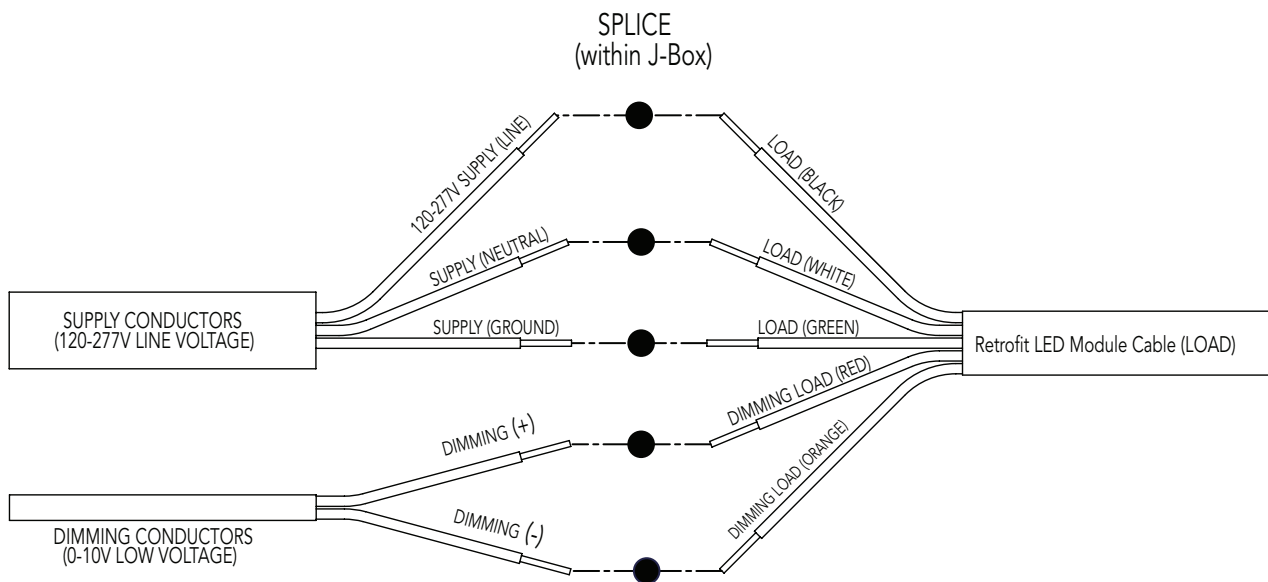 SPLICE
(within J-Box)
120-277V SUPPLY (LINE)
LOAD (BLACK)
SUPPLY (NEUTRAL)
LOAD (WHITE)
SUPPLY CONDUCTORS
(120-277V LINE VOLTAGE)
SUPPLY (GROUND)
LOAD (GREEN)
Retrofit LED Module Cable (LOAD)
DIMMING (+)
DIMMING LOAD (RED)
DIMMING (-)
DIMMING LOAD (ORANGE)
DIMMING CONDUCTORS
(0-10V LOW VOLTAGE)